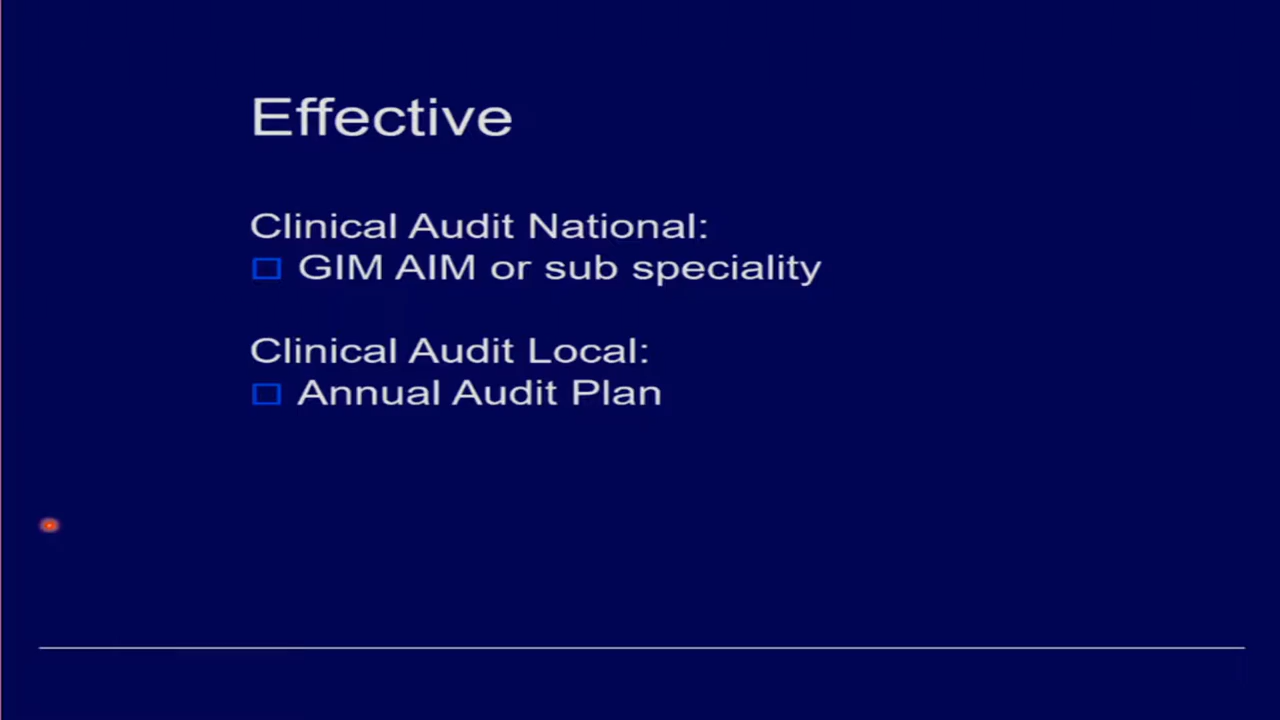 Effective
Clinical Audit National:
GIM AIM or sub speciality
Clinical Audit Local:
Annual Audit Plan